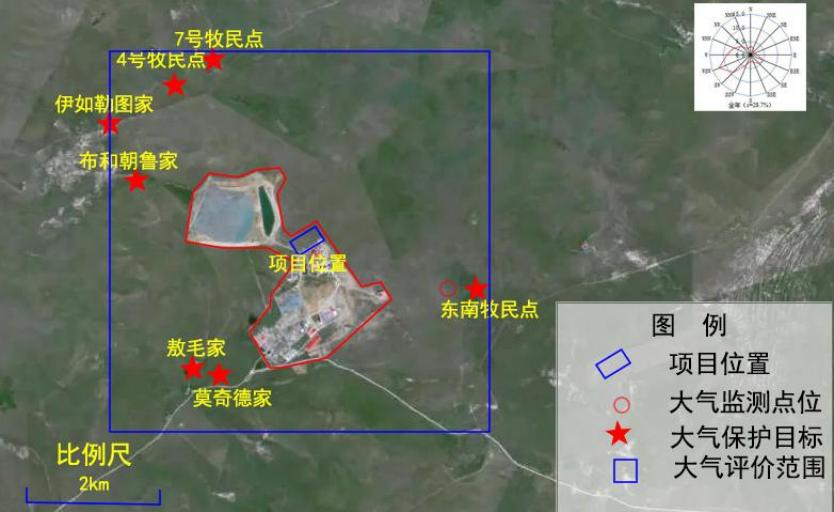 7号牧民点
4号牧民点
伊如勒图家
布和朝鲁家
项目位置
东南牧民点
敖毛家
莫奇德家
比例尺
2km
图 例
项目位置
大气监测点位
大气保护目标
大气评价范围